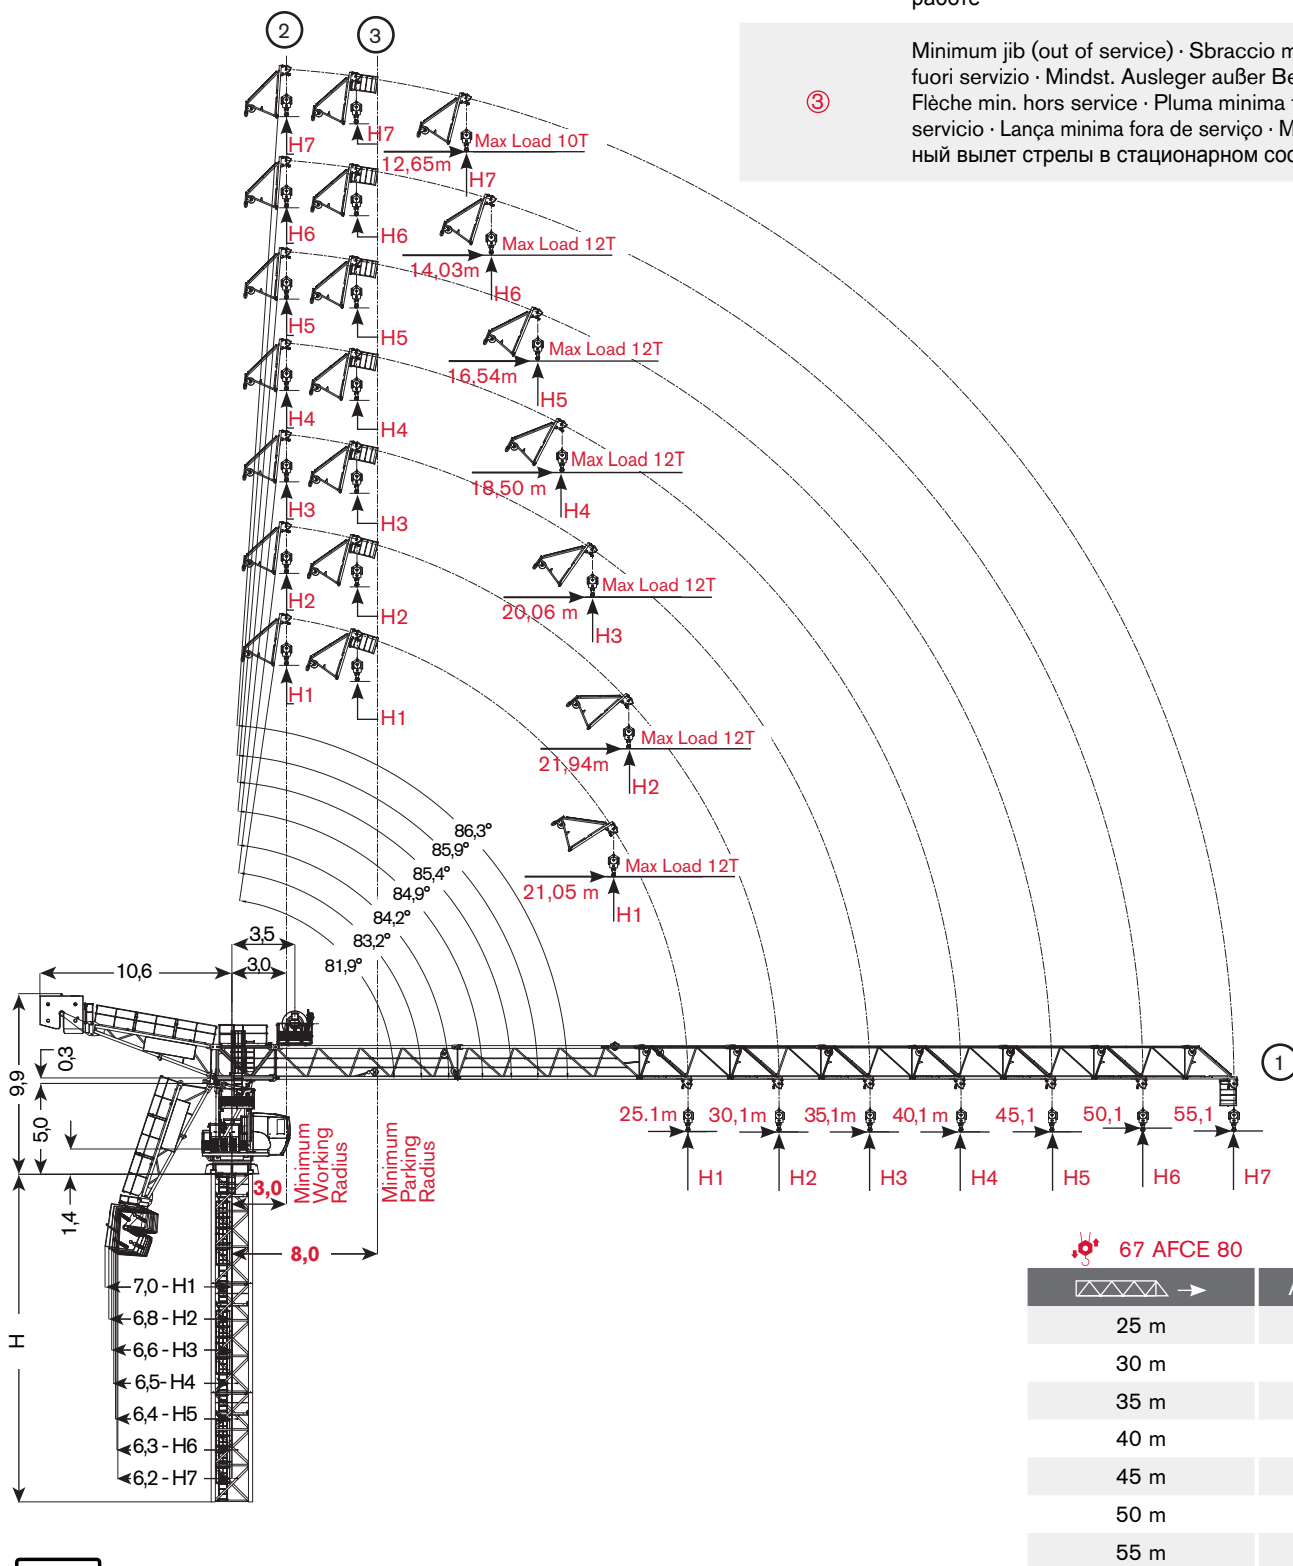 работе
③
Minimum jib (out of service) · Sbraccio
fuori servizio · Mindst. Ausleger außer
Flèche min. hors service · Pluma minima
servicio · Lança minima fora de serviço ·
ный вылет стрелы в стационарном
2
3
H7
H7
Max Load 10T
12,65m
H7
H6
H6
Max Load 12T
14,03m
H6
H5
H5
Max Load 12T
16,54m
H5
H4
H4
Max Load 12T
18,50 m
H4
H3
H3
Max Load 12T
20,06 m
H3
H2
H2
Max Load 12T
21,94m
H2
H1
H1
Max Load 12T
21,05 m
H1
86,3°
85,9°
85,4°
84,9°
84,2°
83,2°
81,9°
3,5
10,6
3,0
9,9
0,3
5,0
1,4
H
1
Minimum
Working
Radius
Minimum
Parking
Radius
3,0
8,0
25.1m
30,1m
35,1m
40,1 m
45,1
50,1
55,1
H1
H2
H3
H4
H5
H6
H7
7,0 - H1
6,8 - H2
6,6 - H3
6,5- H4
6,4 - H5
6,3 - H6
6,2 - H7
67 AFCE 80
25 m
30 m
35 m
40 m
45 m
50 m
55 m